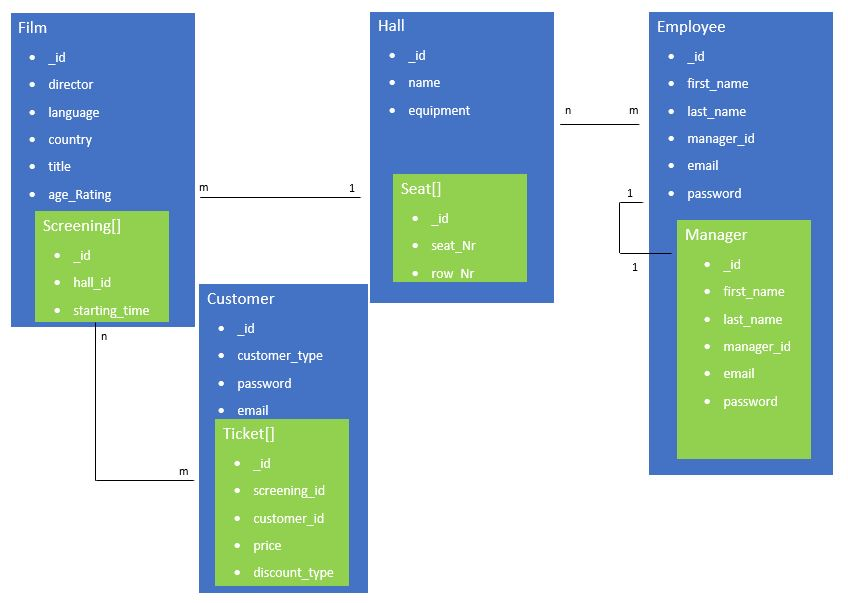 Film
• _id
• director
• language
• country
• title
• age_Rating
Screening[]
• _id
• hall_id
• starting_time
Hall
• _id
• name
• equipment
Seat[]
• _id
• seat_Nr
• row_Nr
Employee
• _id
• first_name
• last_name
• manager_id
• email
• password
Manager
• _id
• first_name
• last_name
• manager_id
• email
• password
Customer
• _id
• customer_type
• password
• email
Ticket[]
• _id
• screening_id
• customer_id
• price
• discount_type
m
1
n
m
1
1
n
m